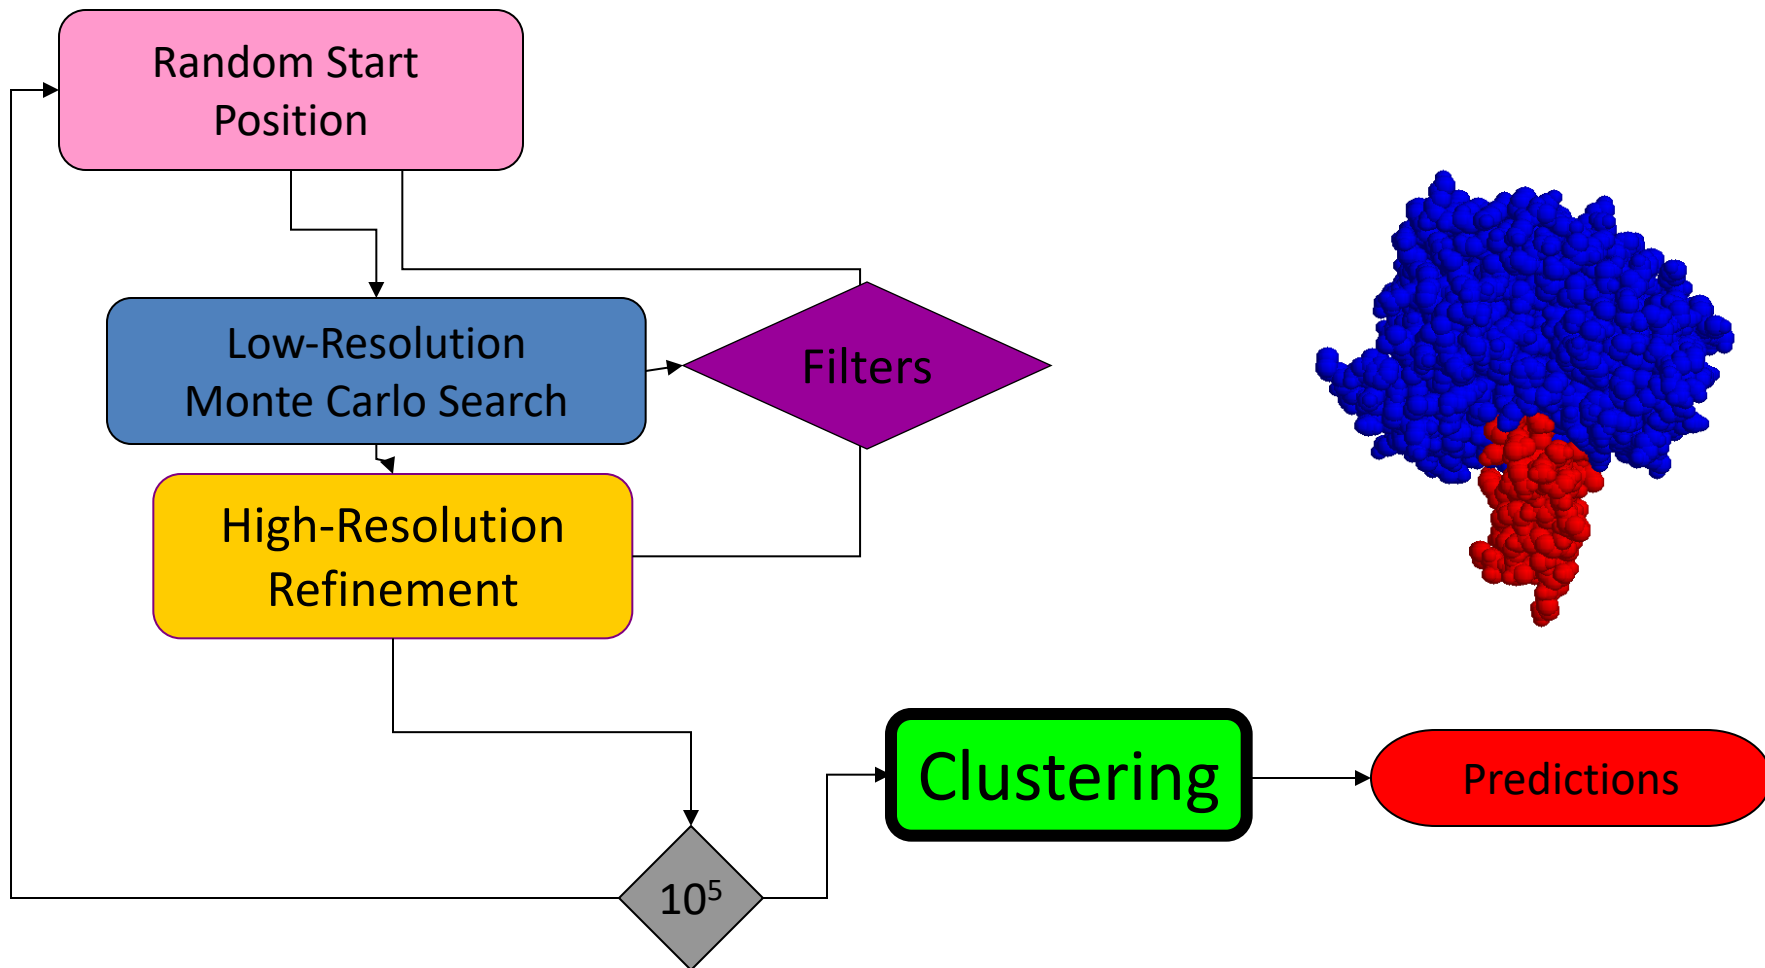 Random Start
Position
Low-Resolution
Monte Carlo Search
Filters
High-Resolution
Refinement
Clustering
Predictions
10⁵